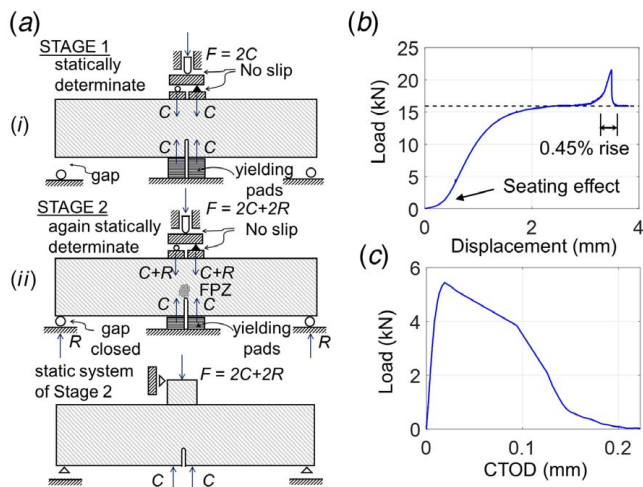 (a)
STAGE 1
statically
determinate
F = 2C
No slip
C
C
(i)
C
C
gap
yielding
pads
STAGE 2
again statically
determinate
F = 2C+2R
No slip
(ii)
C+R
C+R
FPZ
C
C
R
gap
closed
yielding
pads
R
static system
of Stage 2
F = 2C+2R
C
C
(b)
Load (kN)
25
20
15
10
5
0
0.45% rise
Seating effect
0
2
4
Displacement (mm)
(c)
Load (kN)
6
4
2
0
0
0.1
0.2
CTOD (mm)